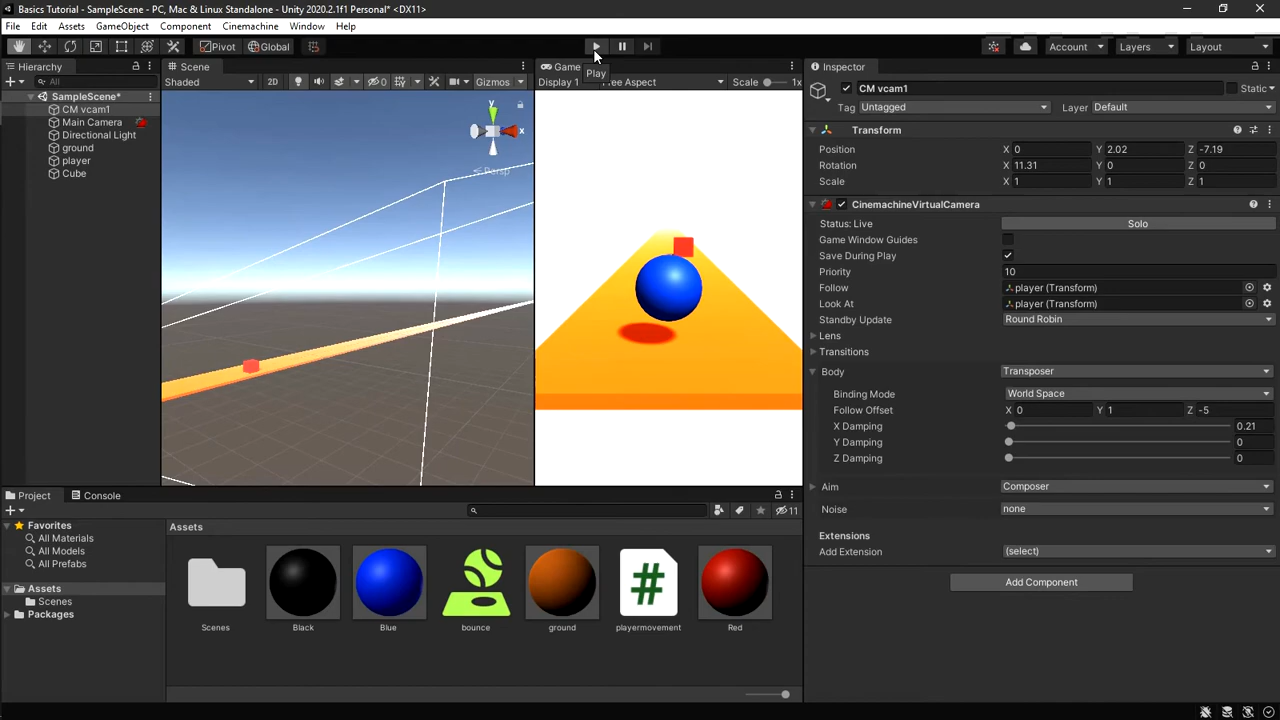 Basics Tutorial - SampleScene - PC, Mac & Linux Standalone - Unity 2020.2.1f1 Personal* <DX11>
File Edit Assets GameObject Component Cinemachine Window Help
Pivot Global Account Layers Layout
Hierarchy
All
SampleScene*
CM vcam1
Main Camera
Directional Light
ground
player
Cube
Scene
Shaded 2D 0 Gizmos
y
x
Persp
Game
Display 1 ree Aspect Scale 1x
Play
Inspector
CM vcam1 Static
Tag Untagged Layer Default
Transform
Position X 0 Y 2.02 Z -7.19
Rotation X 11.31 Y 0 Z 0
Scale X 1 Y 1 Z 1
CinemachineVirtualCamera
Status: Live Solo
Game Window Guides
Save During Play
Priority 10
Follow player (Transform)
Look At player (Transform)
Standby Update Round Robin
Lens
Transitions
Body Transposer
Binding Mode World Space
Follow Offset X 0 Y 1 Z -5
X Damping 0.21
Y Damping 0
Z Damping 0
Aim Composer
Noise none
Extensions
Add Extension (select)
Add Component
Project Console
11
Favorites
All Materials
All Models
All Prefabs
Assets
Scenes
Packages
Assets
Scenes Black Blue bounce ground playermovement Red
#